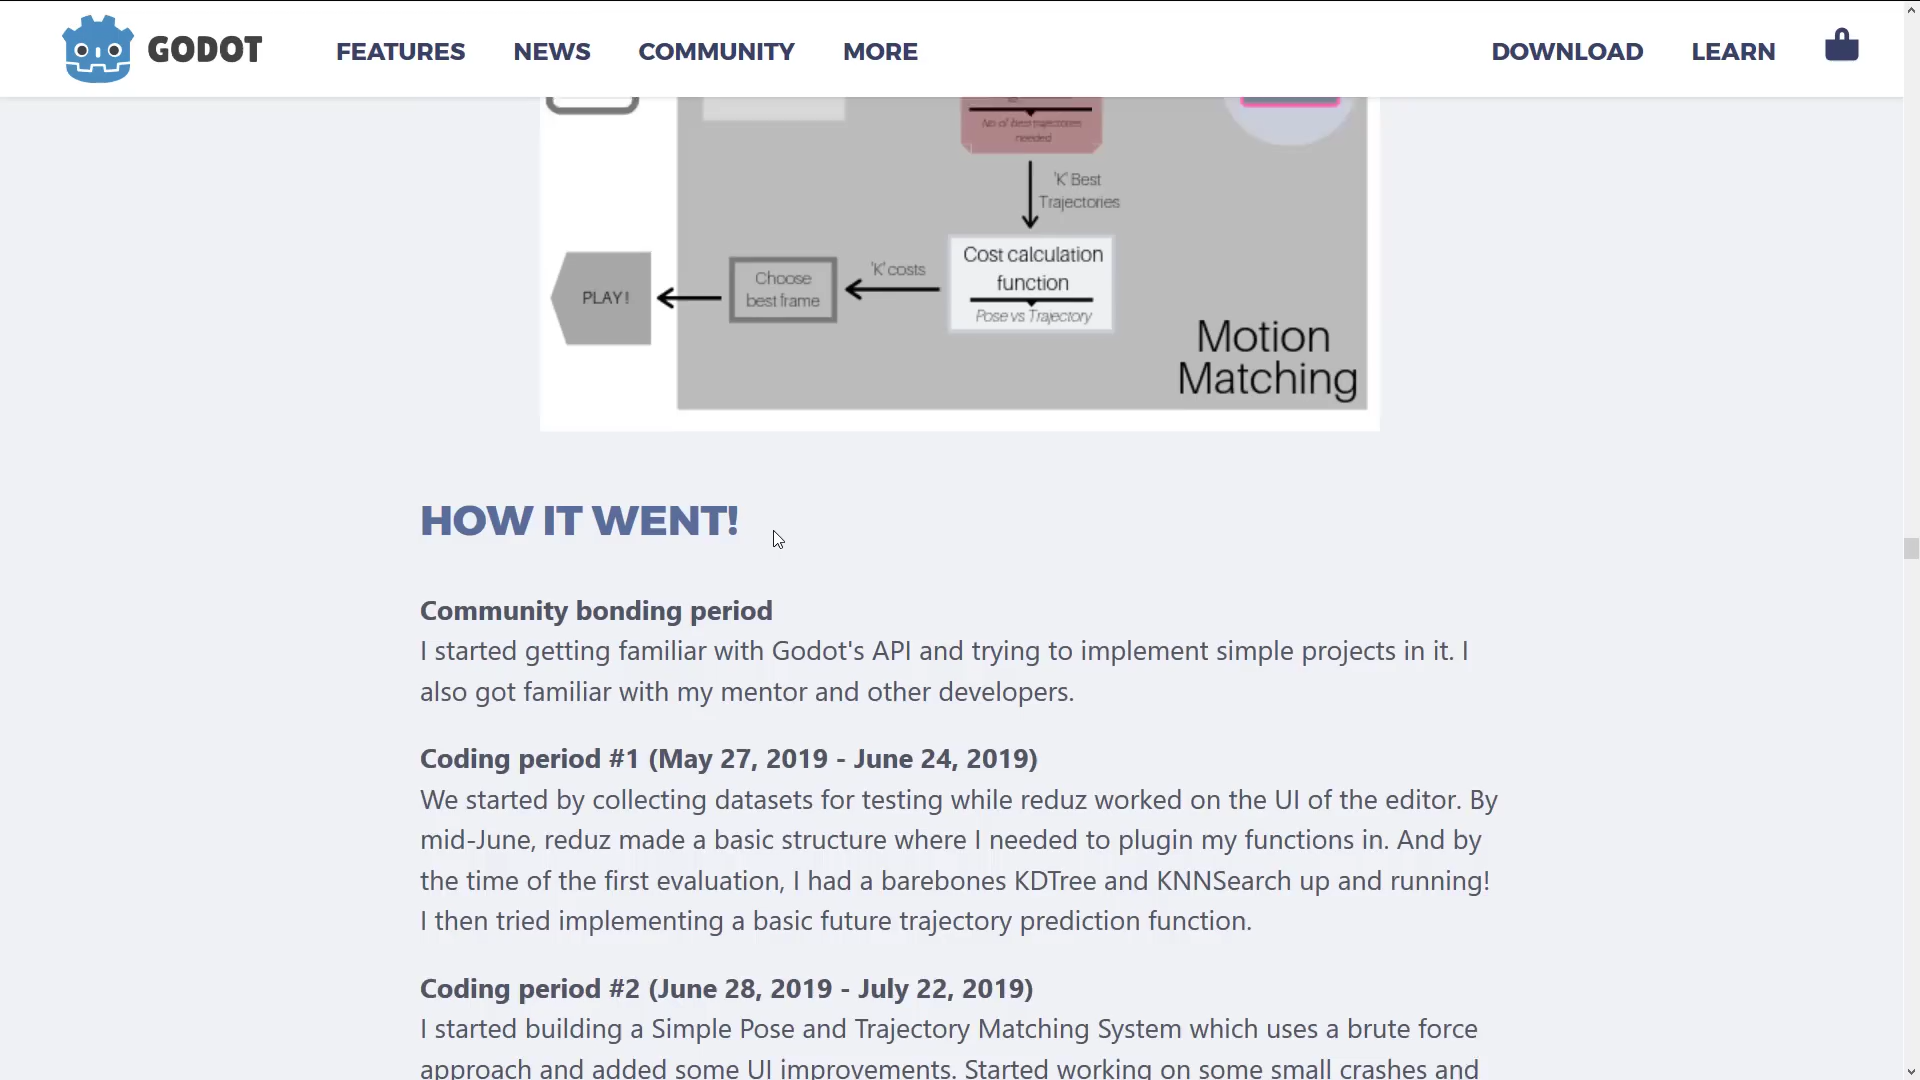 GODOT
FEATURES NEWS COMMUNITY MORE DOWNLOAD LEARN
No of Best trajectories
needed
'K' Best
Trajectories
Cost calculation
function
Pose vs Trajectory
'K' costs
Choose
best frame
PLAY!
Motion
Matching
HOW IT WENT!
Community bonding period
I started getting familiar with Godot's API and trying to implement simple projects in it. I
also got familiar with my mentor and other developers.
Coding period #1 (May 27, 2019 - June 24, 2019)
We started by collecting datasets for testing while reduz worked on the UI of the editor. By
mid-June, reduz made a basic structure where I needed to plugin my functions in. And by
the time of the first evaluation, I had a barebones KDTree and KNNSearch up and running!
I then tried implementing a basic future trajectory prediction function.
Coding period #2 (June 28, 2019 - July 22, 2019)
I started building a Simple Pose and Trajectory Matching System which uses a brute force
approach and added some UI improvements. Started working on some small crashes and